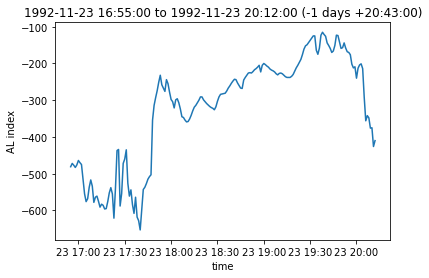 1992-11-23 16:55:00 to 1992-11-23 20:12:00 (-1 days +20:43:00)
−100
−200
−300
−400
−500
−600
AL index
23 17:00 23 17:30 23 18:00 23 18:30 23 19:00 23 19:30 23 20:00
time